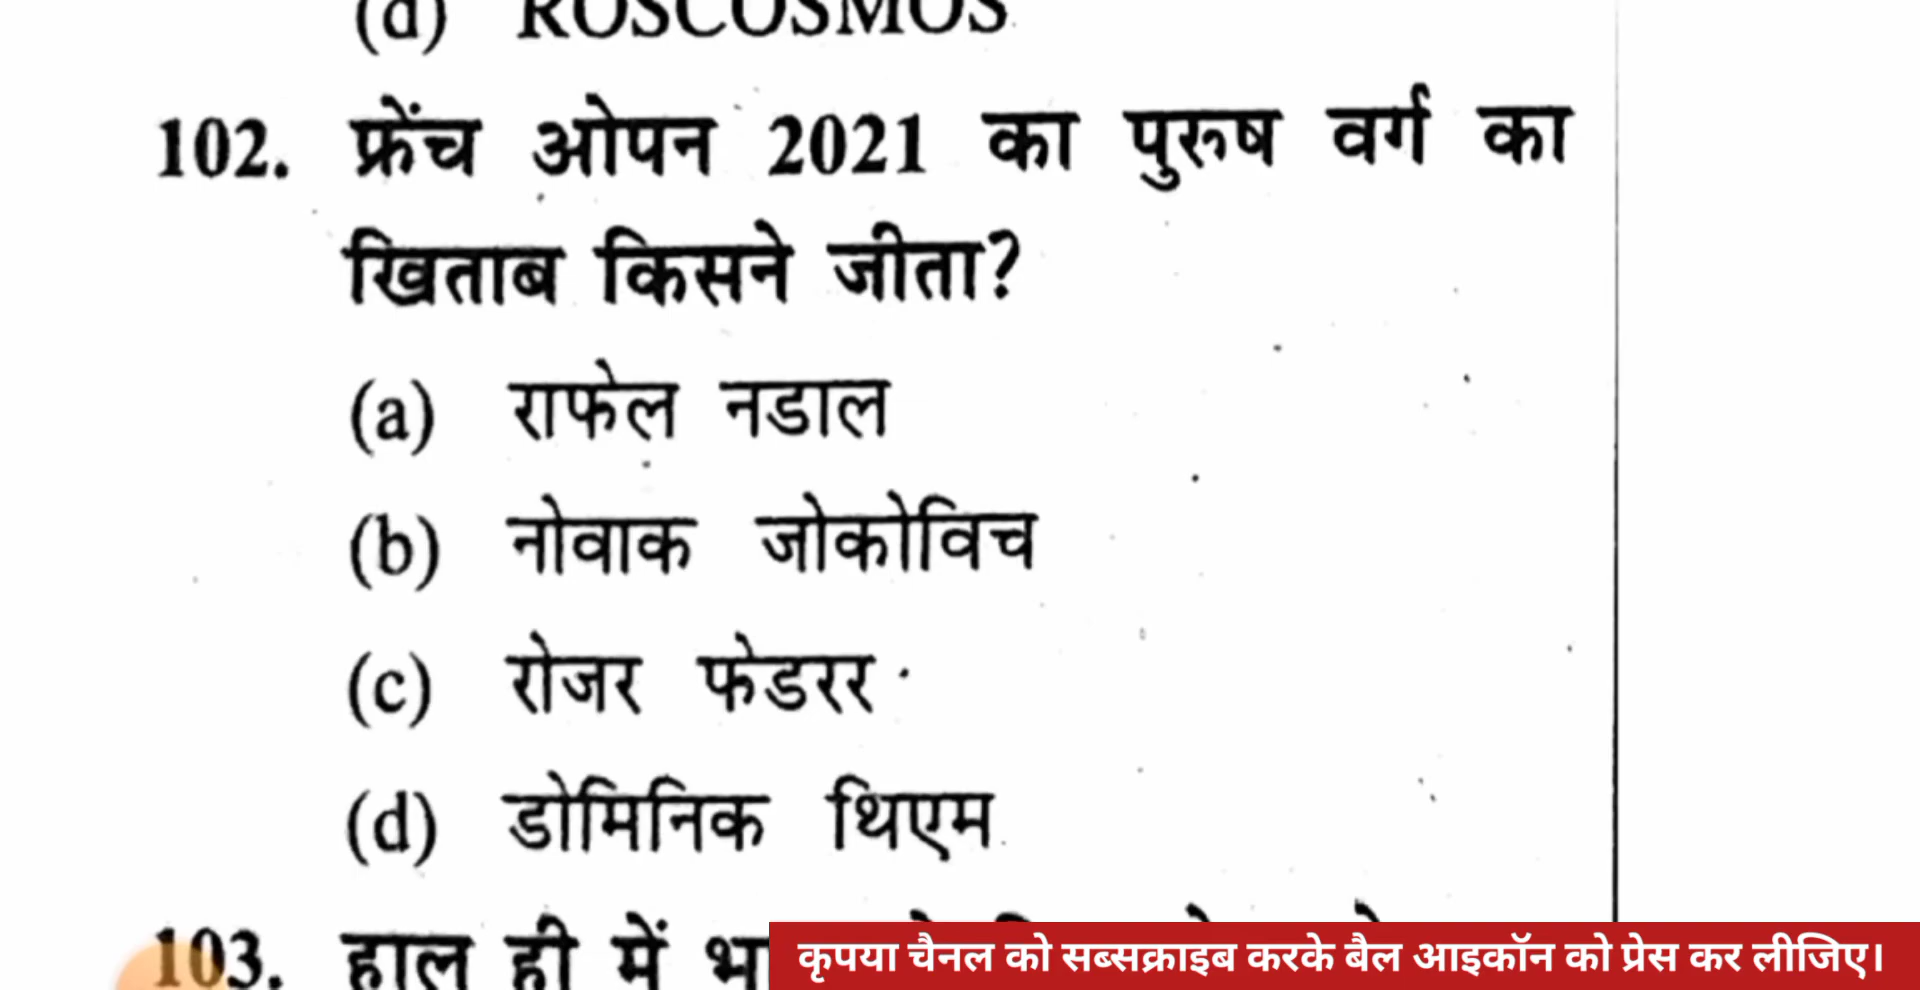 (d) ROSCOSMOS
102. फ्रेंच ओपन 2021 का पुरुष वर्ग का
खिताब किसने जीता?
(a) राफेल नडाल
(b) नोवाक जोकोविच
(c) रोजर फेडरर
(d) डोमिनिक थिएम
103. हाल ही में
कृपया चैनल को सब्सक्राइब करके बैल आइकॉन को प्रेस कर लीजिए।